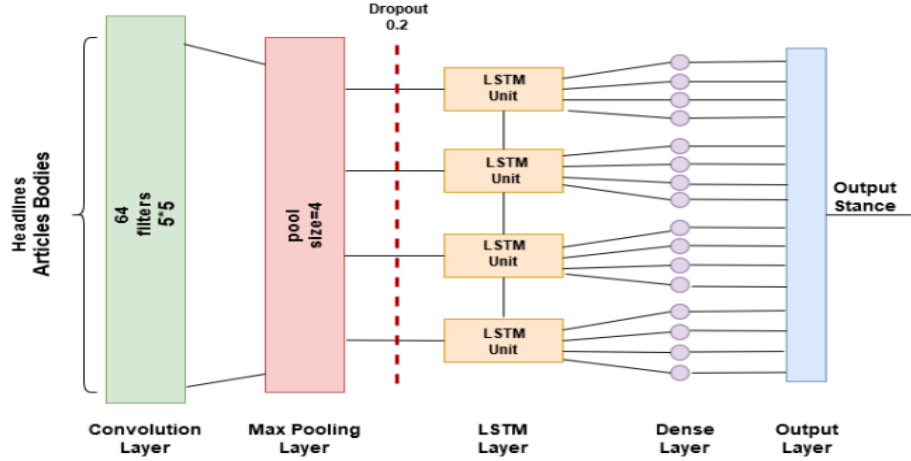 Dropout
0.2
Headlines
Articles Bodies
64
filters
5*5
pool
size=4
LSTM
Unit
LSTM
Unit
LSTM
Unit
LSTM
Unit
Output
Stance
Convolution
Layer
Max Pooling
Layer
LSTM
Layer
Dense
Layer
Output
Layer